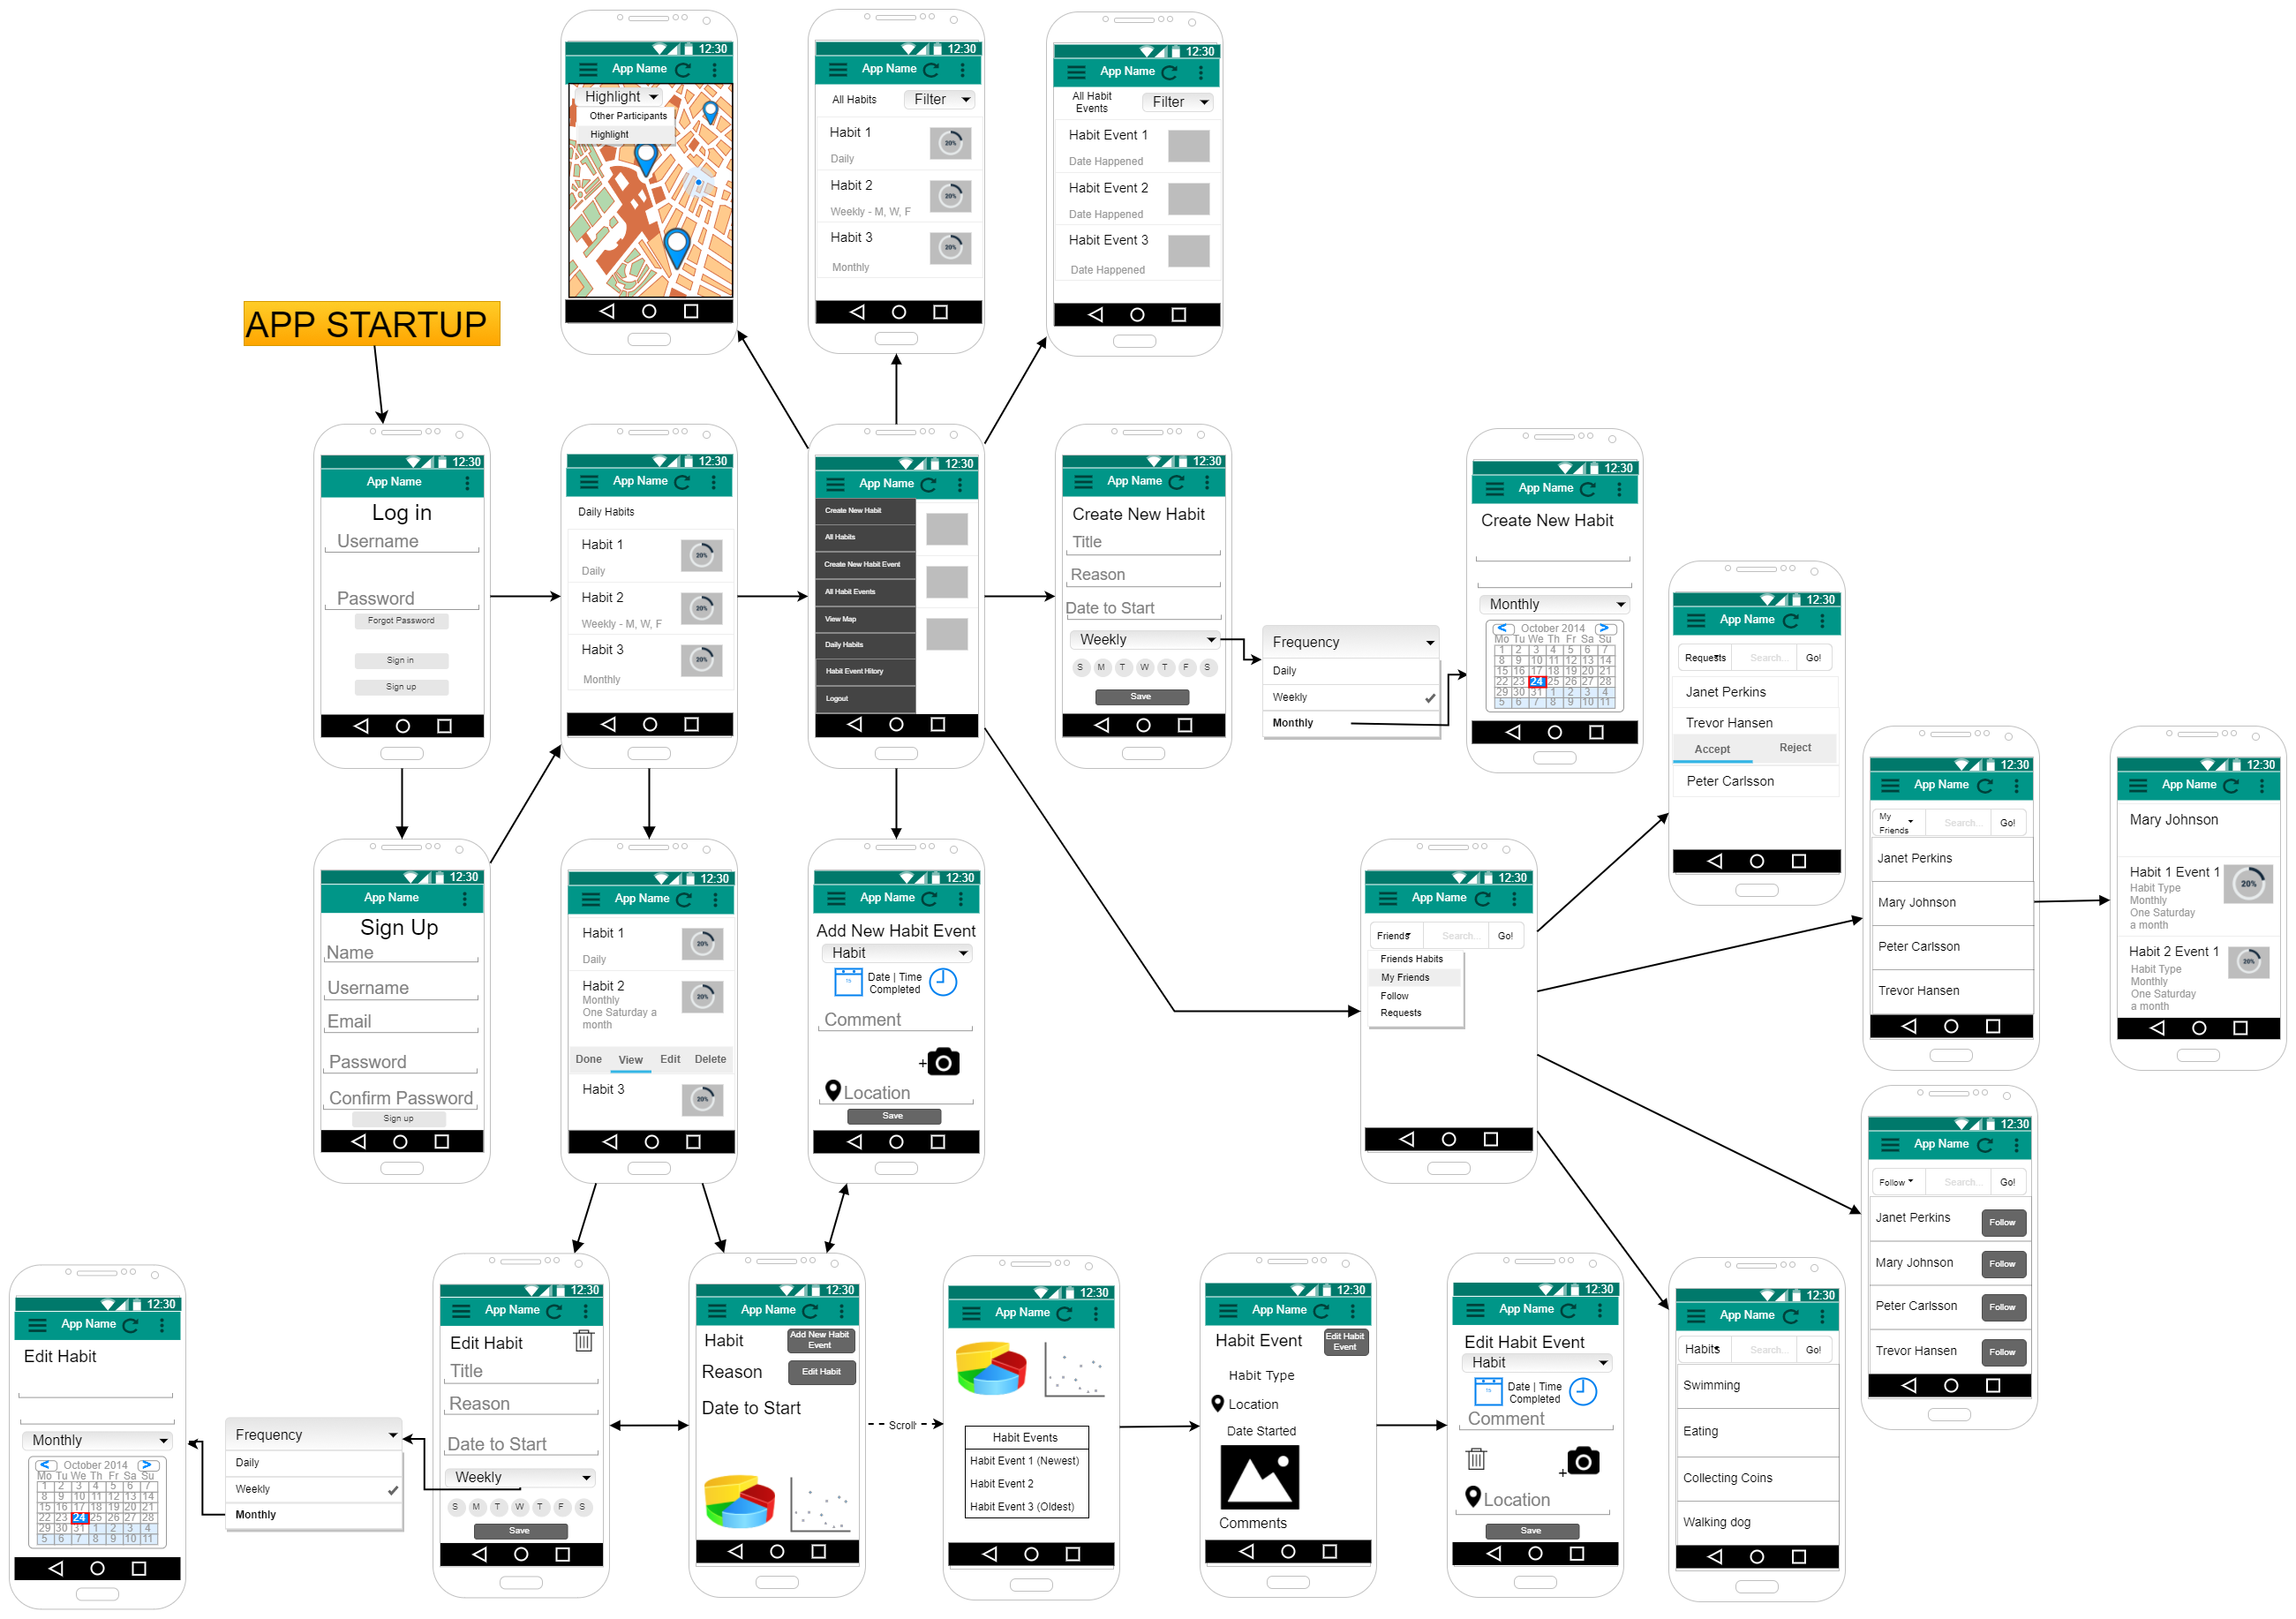 12:30
App Name
Highlight
Other Participants
Highlight
12:30
App Name
All Habits
Filter
Habit 1
20%
Daily
Habit 2
20%
Weekly - M, W, F
Habit 3
20%
Monthly
12:30
App Name
All Habit
Events
Filter
Habit Event 1
Date Happened
Habit Event 2
Date Happened
Habit Event 3
Date Happened
APP STARTUP
12:30
App Name
Log in
Username
Password
Forgot Password
Sign in
Sign up
12:30
App Name
Daily Habits
Habit 1
20%
Daily
Habit 2
20%
Weekly - M, W, F
Habit 3
20%
Monthly
12:30
App Name
Create New Habit
All Habits
Create New Habit Event
All Habit Events
View Map
Daily Habits
Habit Event Hitory
Logout
12:30
App Name
Create New Habit
Title
Reason
Date to Start
Weekly
S M T W T F S
Save
Frequency
Daily
Weekly
Monthly
12:30
App Name
Create New Habit
Monthly
< October 2014 >
Mo Tu We Th Fr Sa Su
1 2 3 4 5 6 7
8 9 10 11 12 13 14
15 16 17 18 19 20 21
22 23 24 25 26 27 28
29 30 31 1 2 3 4
5 6 7 8 9 10 11
12:30
App Name
Requests
Search...
Go!
Janet Perkins
Trevor Hansen
Accept
Reject
Peter Carlsson
12:30
App Name
My
Friends
Search...
Go!
Janet Perkins
Mary Johnson
Peter Carlsson
Trevor Hansen
12:30
App Name
Mary Johnson
Habit 1 Event 1
20%
Habit Type
Monthly
One Saturday
a month
Habit 2 Event 1
20%
Habit Type
Monthly
One Saturday
a month
12:30
App Name
Sign Up
Name
Username
Email
Password
Confirm Password
Sign up
12:30
App Name
Habit 1
20%
Daily
Habit 2
20%
Monthly
One Saturday a
month
Done View Edit Delete
Habit 3
20%
12:30
App Name
Add New Habit Event
Habit
Date | Time
Completed
Comment
+
Location
Save
12:30
App Name
Friends
Search...
Go!
Friends Habits
My Friends
Follow
Requests
12:30
App Name
Follow
Search...
Go!
Janet Perkins
Follow
Mary Johnson
Follow
Peter Carlsson
Follow
Trevor Hansen
Follow
12:30
App Name
Edit Habit
Monthly
< October 2014 >
Mo Tu We Th Fr Sa Su
1 2 3 4 5 6 7
8 9 10 11 12 13 14
15 16 17 18 19 20 21
22 23 24 25 26 27 28
29 30 31 1 2 3 4
5 6 7 8 9 10 11
Frequency
Daily
Weekly
Monthly
12:30
App Name
Edit Habit
Title
Reason
Date to Start
Weekly
S M T W T F S
Save
12:30
App Name
Habit
Add New Habit
Event
Reason
Edit Habit
Date to Start
Scroll
12:30
App Name
Habit Events
Habit Event 1 (Newest)
Habit Event 2
Habit Event 3 (Oldest)
12:30
App Name
Habit Event
Edit Habit
Event
Habit Type
Location
Date Started
Comments
12:30
App Name
Edit Habit Event
Habit
Date | Time
Completed
Comment
+
Location
Save
12:30
App Name
Habits
Search...
Go!
Swimming
Eating
Collecting Coins
Walking dog